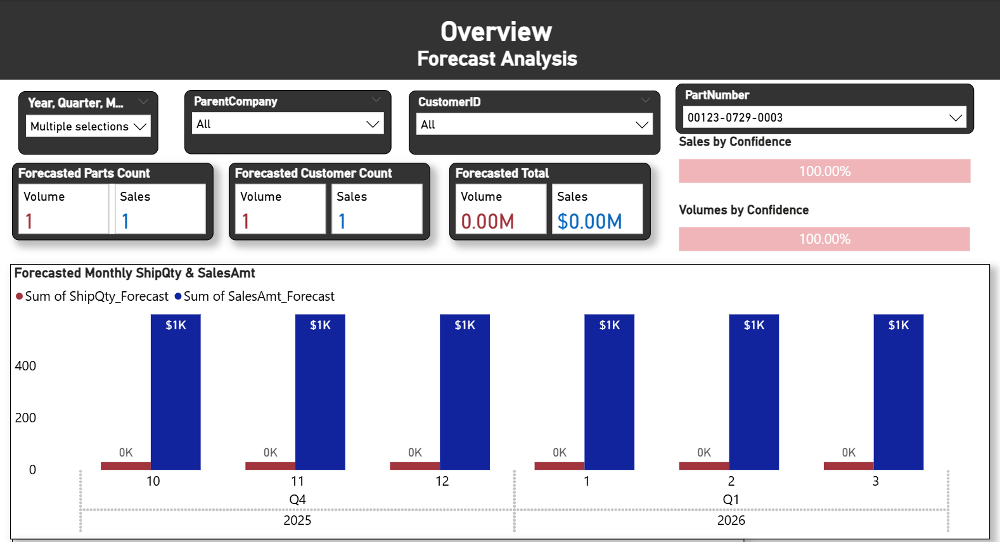 Overview
Forecast Analysis
Year, Quarter, M...
Multiple selections
ParentCompany
All
CustomerID
All
PartNumber
00123-0729-0003
Sales by Confidence
100.00%
Volumes by Confidence
100.00%
Forecasted Parts Count
Volume Sales
1 1
Forecasted Customer Count
Volume Sales
1 1
Forecasted Total
Volume Sales
0.00M $0.00M
Forecasted Monthly ShipQty & SalesAmt
Sum of ShipQty_Forecast Sum of SalesAmt_Forecast
$1K $1K $1K $1K $1K $1K
400
200
0K 0K 0K 0K 0K 0K
0
10 11 12 1 2 3
Q4 Q1
2025 2026